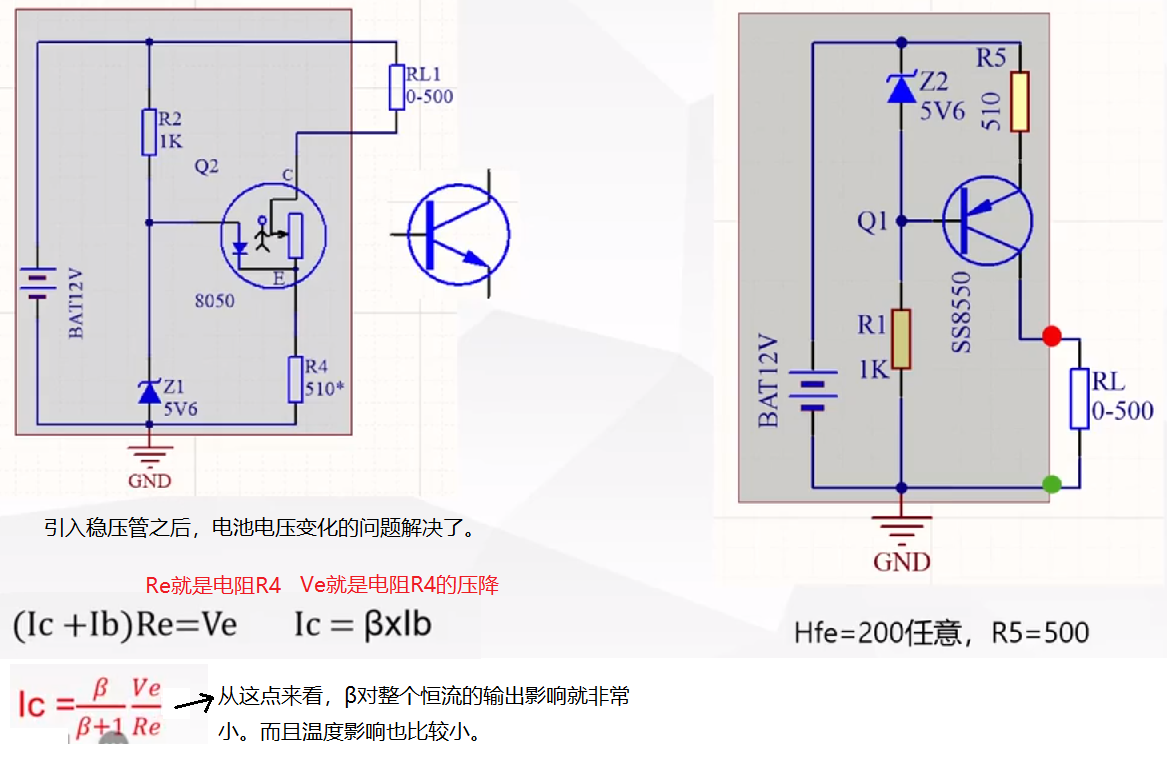 R2
1K
Q2
C
E
8050
RL1
0-500
BAT12V
R4
510*
Z1
5V6
GND
R5
510
Z2
5V6
Q1
SS8550
R1
1K
BAT12V
RL
0-500
GND
引入稳压管之后，电池电压变化的问题解决了。
Re就是电阻R4 Ve就是电阻R4的压降
(Ic +Ib)Re=Ve Ic = βxIb
Hfe=200任意，R5=500
Ic = β/β+1 Ve/Re
从这点来看，β对整个恒流的输出影响就非常
小。而且温度影响也比较小。